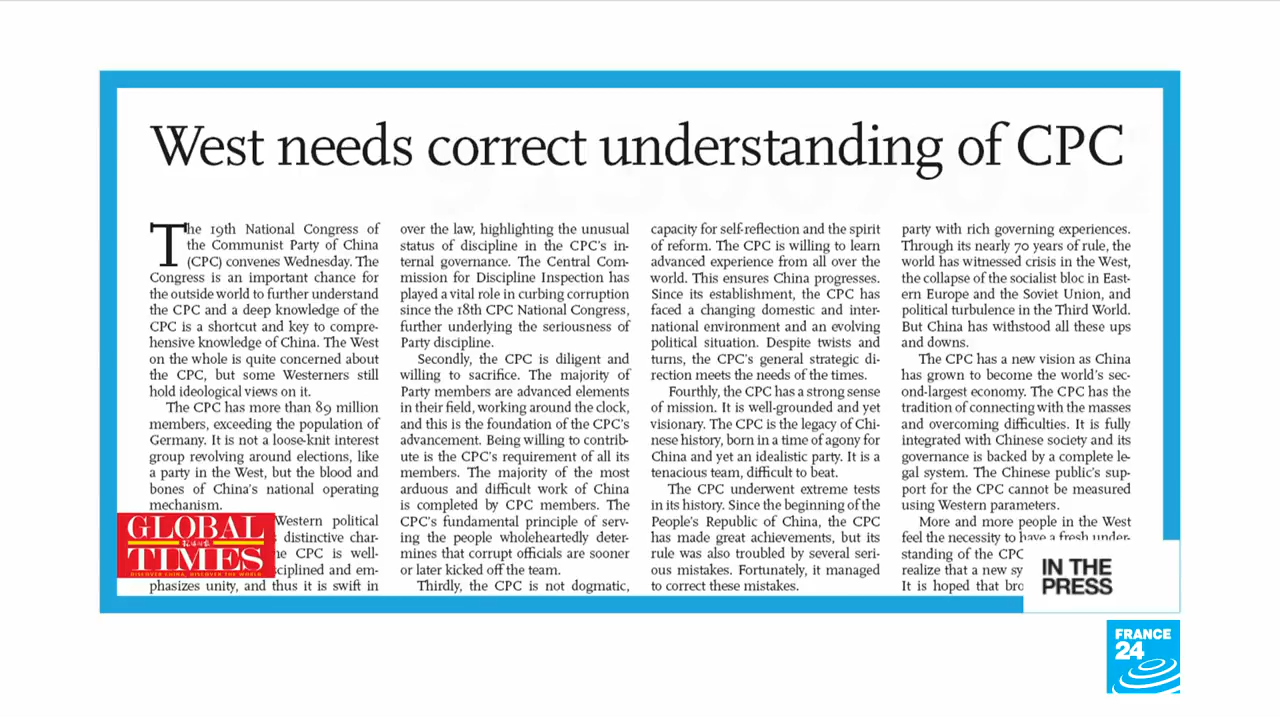 West needs correct understanding of CPC
The 19th National Congress of
the Communist Party of China
(CPC) convenes Wednesday. The
Congress is an important chance for
the outside world to further understand
the CPC and a deep knowledge of the
CPC is a shortcut and key to compre-
hensive knowledge of China. The West
on the whole is quite concerned about
the CPC, but some Westerners still
hold ideological views on it.
The CPC has more than 89 million
members, exceeding the population of
Germany. It is not a loose-knit interest
group revolving around elections, like
a party in the West, but the blood and
bones of China's national operating
mechanism.
Western political
distinctive char-
CPC is well-
and em-
phasizes unity, and thus it is swift in
over the law, highlighting the unusual
status of discipline in the CPC's in-
ternal governance. The Central Com-
mission for Discipline Inspection has
played a vital role in curbing corruption
since the 18th CPC National Congress,
further underlying the seriousness of
Party discipline.
Secondly, the CPC is diligent and
willing to sacrifice. The majority of
Party members are advanced elements
in their field, working around the clock,
and this is the foundation of the CPC's
advancement. Being willing to contrib-
ute is the CPC's requirement of all its
members. The majority of the most
arduous and difficult work of China
is completed by CPC members. The
CPC's fundamental principle of serv-
ing the people wholeheartedly deter-
mines that corrupt officials are sooner
or later kicked off the team.
Thirdly, the CPC is not dogmatic,
capacity for self-reflection and the spirit
of reform. The CPC is willing to learn
advanced experience from all over the
world. This ensures China progresses.
Since its establishment, the CPC has
faced a changing domestic and inter-
national environment and an evolving
political situation. Despite twists and
turns, the CPC's general strategic di-
rection meets the needs of the times.
Fourthly, the CPC has a strong sense
of mission. It is well-grounded and yet
visionary. The CPC is the legacy of Chi-
nese history, born in a time of agony for
China and yet an idealistic party. It is a
tenacious team, difficult to beat.
The CPC underwent extreme tests
in its history. Since the beginning of the
People's Republic of China, the CPC
has made great achievements, but its
rule was also troubled by several seri-
ous mistakes. Fortunately, it managed
to correct these mistakes.
party with rich governing experiences.
Through its nearly 70 years of rule, the
world has witnessed crisis in the West,
the collapse of the socialist bloc in East-
ern Europe and the Soviet Union, and
political turbulence in the Third World.
But China has withstood all these ups
and downs.
The CPC has a new vision as China
has grown to become the world's sec-
ond-largest economy. The CPC has the
tradition of connecting with the masses
and overcoming difficulties. It is fully
integrated with Chinese society and its
governance is backed by a complete le-
gal system. The Chinese public's sup-
port for the CPC cannot be measured
using Western parameters.
More and more people in the West
feel the necessity to have a fresh under-
standing of the CPC
realize that a new sy
It is hoped that bro
GLOBAL
TIMES
DISCOVER CHINA, DISCOVER THE WORLD
IN THE
PRESS
FRANCE
24